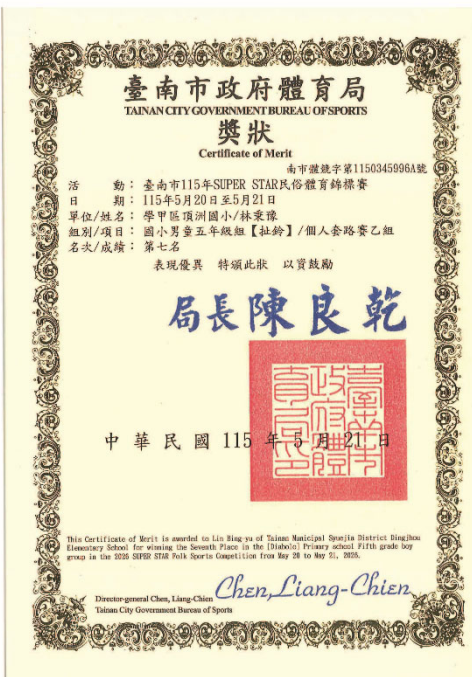 臺南市政府體育局
TAINAN CITY GOVERNMENT BUREAU OF SPORTS
獎狀
Certificate of Merit
南市體競字第1150345996A號
活 動：臺南市115年SUPER STAR民俗體育錦標賽
日 期：115年5月20日至5月21日
單位/姓名：學甲區頂洲國小/林秉豫
組別/項目：國小男童五年級組【扯鈴】/個人套路賽乙組
名次/成績：第七名
表現優異 特頒此狀 以資鼓勵
局長陳良乾
臺南市政府體育局印
中華民國115年5月21日
This Certificate of Merit is awarded to Lin Bing-yu of Tainan Municipal Syuejia District Dingjhou
Elementary School for winning the Seventh Place in the [Diabolo] Primary school Fifth grade boy
group in the 2026 SUPER STAR Folk Sports Competition from May 20 to May 21, 2026.
Director-general Chen, Liang-Chien
Chen, Liang-Chien
Tainan City Government Bureau of Sports